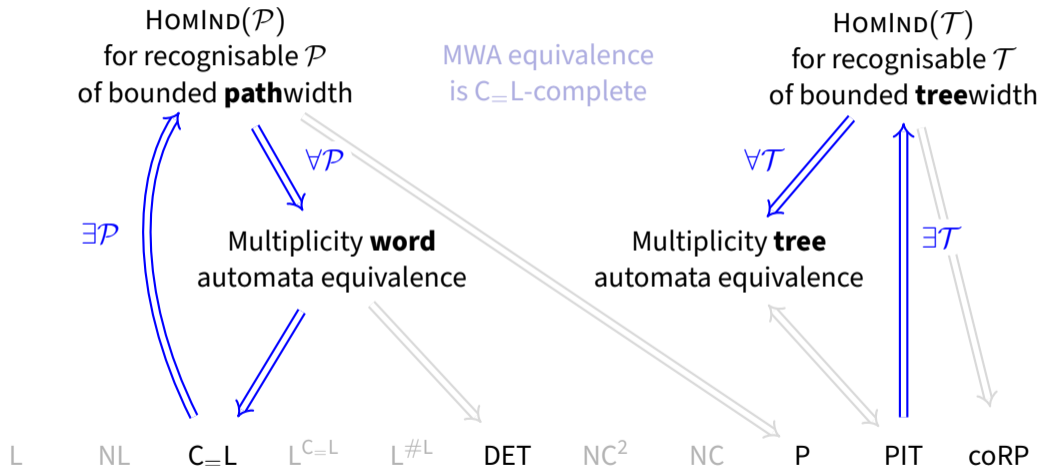 HOMIND(𝒫)
for recognisable 𝒫
of bounded pathwidth
MWA equivalence
is C=L-complete
HOMIND(𝒯)
for recognisable 𝒯
of bounded treewidth
∀𝒫
∀𝒯
∃𝒫
∃𝒯
Multiplicity word
automata equivalence
Multiplicity tree
automata equivalence
L NL C=L L^C=L L^#L DET NC² NC P PIT coRP